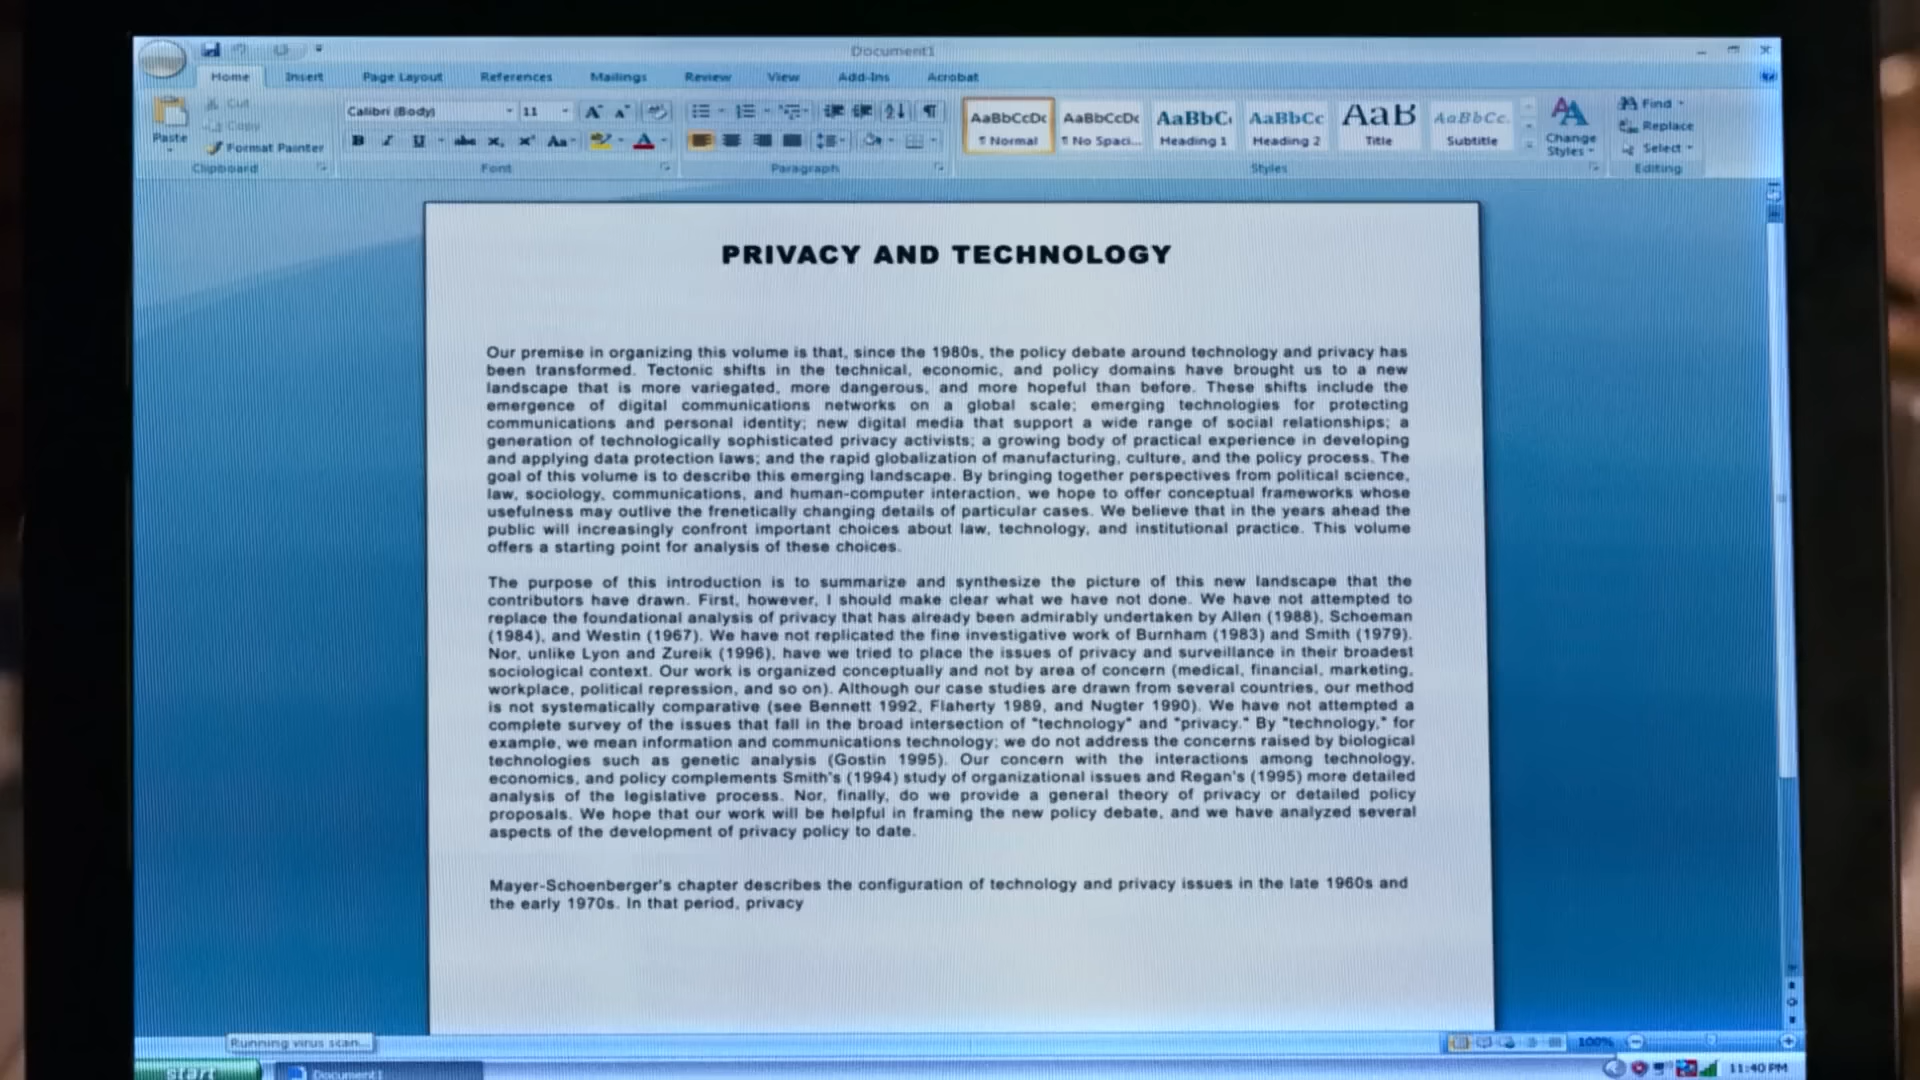 Document1
Home Insert Page Layout References Mailings Review View Add-Ins Acrobat
Paste
Cut
Copy
Format Painter
Clipboard
Calibri (Body) 11
Font
Paragraph
AaBbCcDc AaBbCcDc AaBbC AaBbCc AaB AaBbCc.
¶ Normal ¶ No Spaci... Heading 1 Heading 2 Title Subtitle
Change Styles
Styles
Find
Replace
Select
Editing
PRIVACY AND TECHNOLOGY
Our premise in organizing this volume is that, since the 1980s, the policy debate around technology and privacy has
been transformed. Tectonic shifts in the technical, economic, and policy domains have brought us to a new
landscape that is more variegated, more dangerous, and more hopeful than before. These shifts include the
emergence of digital communications networks on a global scale; emerging technologies for protecting
communications and personal identity; new digital media that support a wide range of social relationships; a
generation of technologically sophisticated privacy activists; a growing body of practical experience in developing
and applying data protection laws; and the rapid globalization of manufacturing, culture, and the policy process. The
goal of this volume is to describe this emerging landscape. By bringing together perspectives from political science,
law, sociology, communications, and human-computer interaction, we hope to offer conceptual frameworks whose
usefulness may outlive the frenetically changing details of particular cases. We believe that in the years ahead the
public will increasingly confront important choices about law, technology, and institutional practice. This volume
offers a starting point for analysis of these choices.
The purpose of this introduction is to summarize and synthesize the picture of this new landscape that the
contributors have drawn. First, however, I should make clear what we have not done. We have not attempted to
replace the foundational analysis of privacy that has already been admirably undertaken by Allen (1988), Schoeman
(1984), and Westin (1967). We have not replicated the fine investigative work of Burnham (1983) and Smith (1979).
Nor, unlike Lyon and Zureik (1996), have we tried to place the issues of privacy and surveillance in their broadest
sociological context. Our work is organized conceptually and not by area of concern (medical, financial, marketing,
workplace, political repression, and so on). Although our case studies are drawn from several countries, our method
is not systematically comparative (see Bennett 1992, Flaherty 1989, and Nugter 1990). We have not attempted a
complete survey of the issues that fall in the broad intersection of "technology" and "privacy." By "technology," for
example, we mean information and communications technology; we do not address the concerns raised by biological
technologies such as genetic analysis (Gostin 1995). Our concern with the interactions among technology,
economics, and policy complements Smith's (1994) study of organizational issues and Regan's (1995) more detailed
analysis of the legislative process. Nor, finally, do we provide a general theory of privacy or detailed policy
proposals. We hope that our work will be helpful in framing the new policy debate, and we have analyzed several
aspects of the development of privacy policy to date.
Mayer-Schoenberger's chapter describes the configuration of technology and privacy issues in the late 1960s and
the early 1970s. In that period, privacy
Running virus scan...
100%
start
Document1
11:40 PM